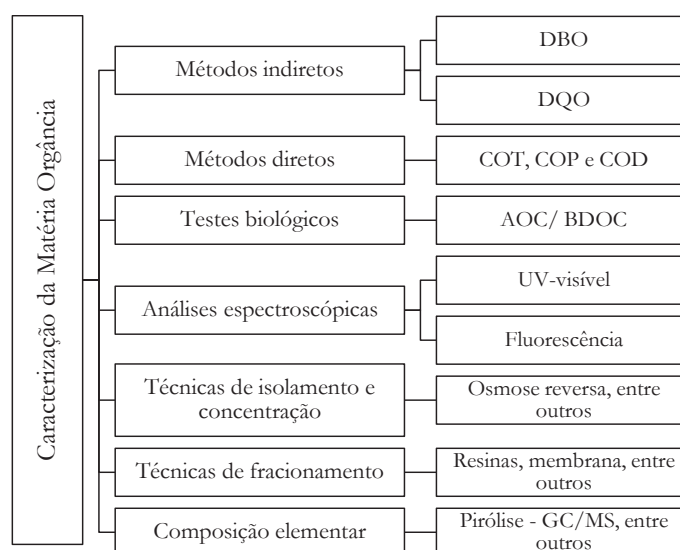 Caracterização da Matéria Orgância
Métodos indiretos
DBO
DQO
Métodos diretos
COT, COP e COD
Testes biológicos
AOC/ BDOC
Análises espectroscópicas
UV-visível
Fluorescência
Técnicas de isolamento e
concentração
Osmose reversa, entre
outros
Técnicas de fracionamento
Resinas, membrana, entre
outros
Composição elementar
Pirólise - GC/MS, entre
outros